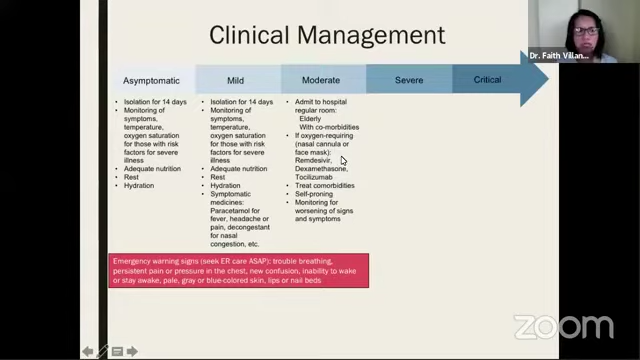 Clinical Management
Dr. Faith Villan...
Asymptomatic
Mild
Moderate
Severe
Critical
• Isolation for 14 days
• Monitoring of
symptoms,
temperature,
oxygen saturation
for those with risk
factors for severe
illness
• Adequate nutrition
• Rest
• Hydration
• Isolation for 14 days
• Monitoring of
symptoms,
temperature,
oxygen saturation
for those with risk
factors for severe
illness
• Adequate nutrition
• Rest
• Hydration
• Symptomatic
medicines:
Paracetamol for
fever, headache or
pain, decongestant
for nasal
congestion, etc.
• Admit to hospital
regular room:
Elderly
With co-morbidities
• If oxygen-requiring
(nasal cannula or
face mask):
Remdesivir,
Dexamethasone,
Tocilizumab
• Treat comorbidities
• Self-proning
• Monitoring for
worsening of signs
and symptoms
Emergency warning signs (seek ER care ASAP): trouble breathing,
persistent pain or pressure in the chest, new confusion, inability to wake
or stay awake, pale, gray or blue-colored skin, lips or nail beds
zoom